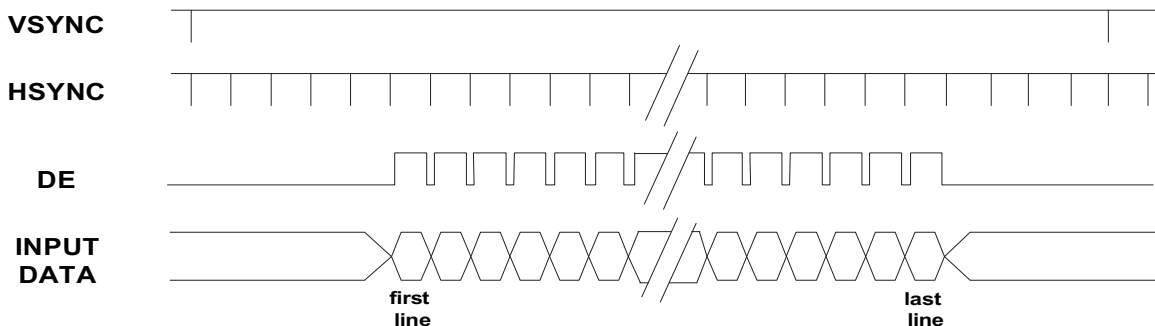 VSYNC
HSYNC
DE
INPUT
DATA
first
line
last
line